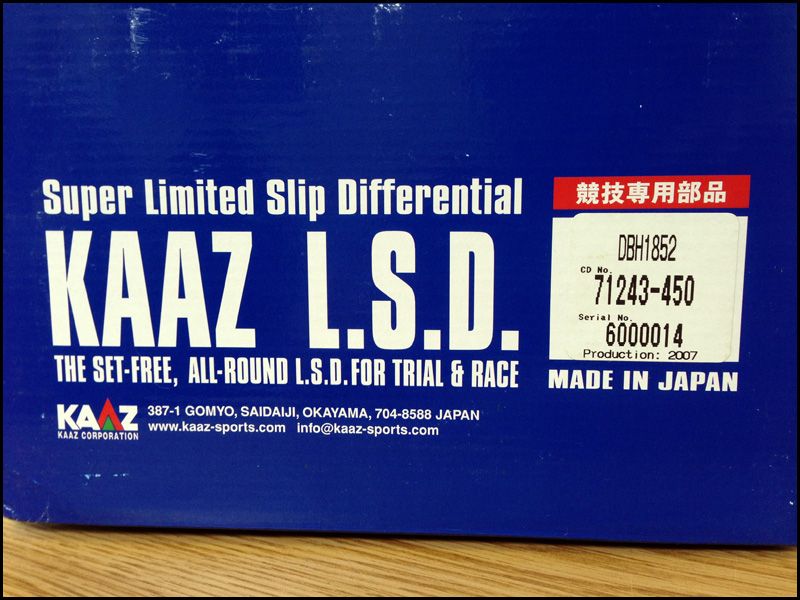 Super Limited Slip Differential
KAAZ L.S.D.
THE SET-FREE, ALL-ROUND L.S.D. FOR TRIAL & RACE
KAAZ
KAAZ CORPORATION
387-1 GOMYO, SAIDAIJI, OKAYAMA, 704-8588 JAPAN
www.kaaz-sports.com info@kaaz-sports.com
競技専用部品
DBH1852
CD No.
71243-450
Serial No.
6000014
Production: 2007
MADE IN JAPAN